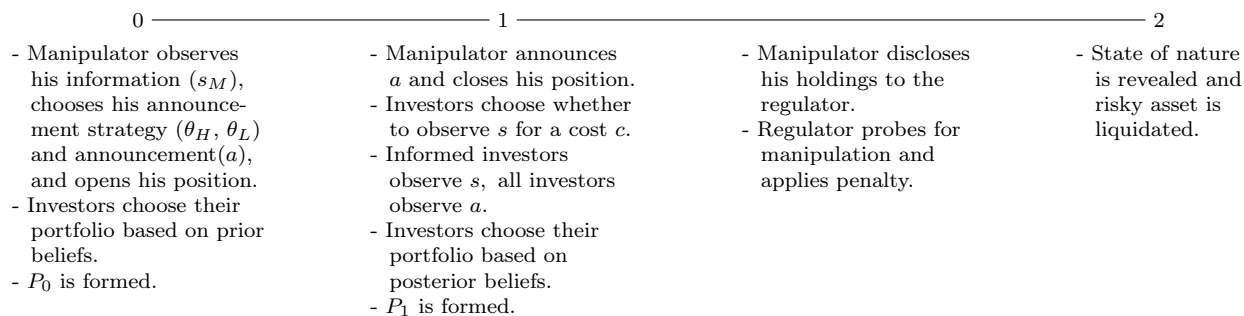 0 1 2
- Manipulator observes
his information (s_M),
chooses his announce-
ment strategy (θ_H, θ_L)
and announcement(a),
and opens his position.
- Investors choose their
portfolio based on prior
beliefs.
- P_0 is formed.
- Manipulator announces
a and closes his position.
- Investors choose whether
to observe s for a cost c.
- Informed investors
observe s, all investors
observe a.
- Investors choose their
portfolio based on
posterior beliefs.
- P_1 is formed.
- Manipulator discloses
his holdings to the
regulator.
- Regulator probes for
manipulation and
applies penalty.
- State of nature
is revealed and
risky asset is
liquidated.